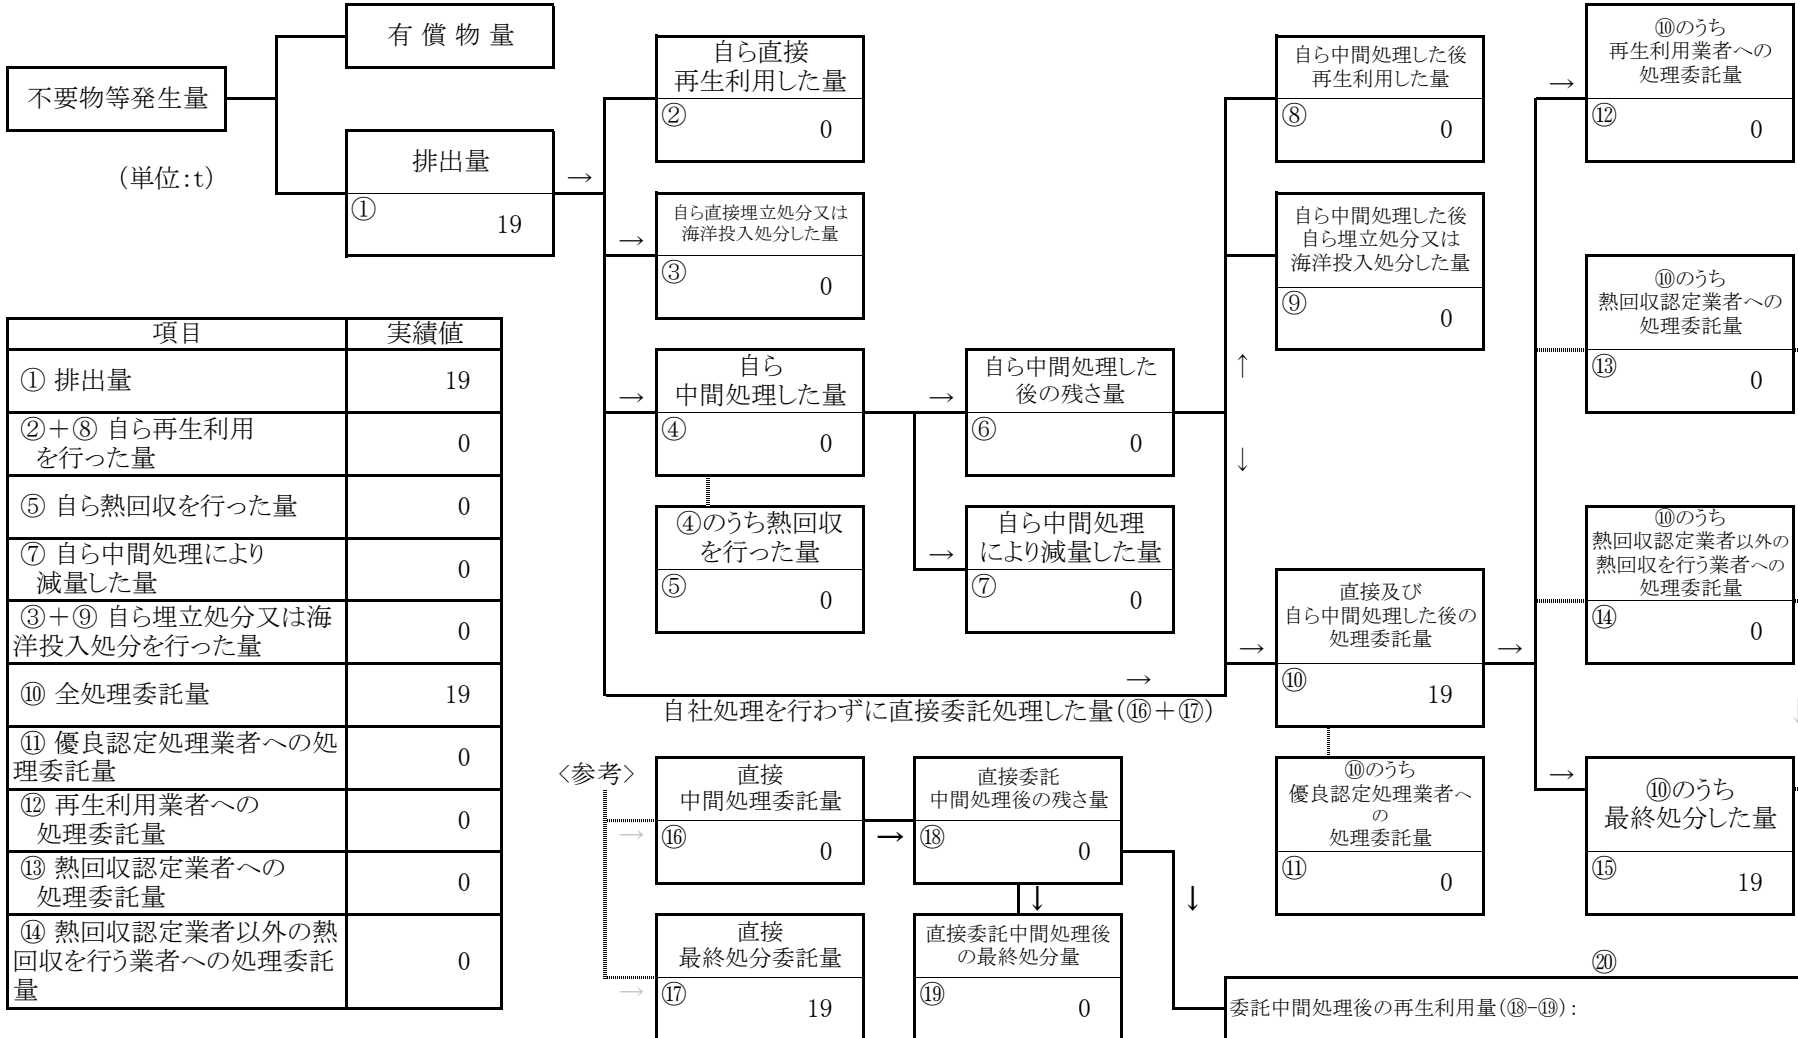 有 償 物 量
不要物等発生量
(単位:t)
排出量
①
19
→
自ら直接
再生利用した量
②
0
→
自ら直接埋立処分又は
海洋投入処分した量
③
0
→
自ら
中間処理した量
④
0
④のうち熱回収
を行った量
⑤
0
→
自ら中間処理した
後の残さ量
⑥
0
→
自ら中間処理
により減量した量
⑦
0
自ら中間処理した後
再生利用した量
⑧
0
自ら中間処理した後
自ら埋立処分又は
海洋投入処分した量
⑨
0
↑
↓
→
自社処理を行わずに直接委託処理した量(⑯+⑰)
→
直接及び
自ら中間処理した後の
処理委託量
⑩
19
→
⑩のうち
優良認定処理業者へ
の
処理委託量
⑪
0
→
⑩のうち
再生利用業者への
処理委託量
⑫
0
⑩のうち
熱回収認定業者への
処理委託量
⑬
0
⑩のうち
熱回収認定業者以外の
熱回収を行う業者への
処理委託量
⑭
0
→
⑩のうち
最終処分した量
⑮
19
↓
項目 実績値
① 排出量 19
②+⑧ 自ら再生利用
を行った量 0
⑤ 自ら熱回収を行った量 0
⑦ 自ら中間処理により
減量した量 0
③+⑨ 自ら埋立処分又は海
洋投入処分を行った量 0
⑩ 全処理委託量 19
⑪ 優良認定処理業者への処
理委託量 0
⑫ 再生利用業者への
処理委託量 0
⑬ 熱回収認定業者への
処理委託量 0
⑭ 熱回収認定業者以外の熱
回収を行う業者への処理委託
量 0
<参考>
→
直接
中間処理委託量
⑯
0
→
直接委託
中間処理後の残さ量
⑱
0
→
直接
最終処分委託量
⑰
19
↓
直接委託中間処理後
の最終処分量
⑲
0
↓
⑳
委託中間処理後の再生利用量(⑱-⑲):